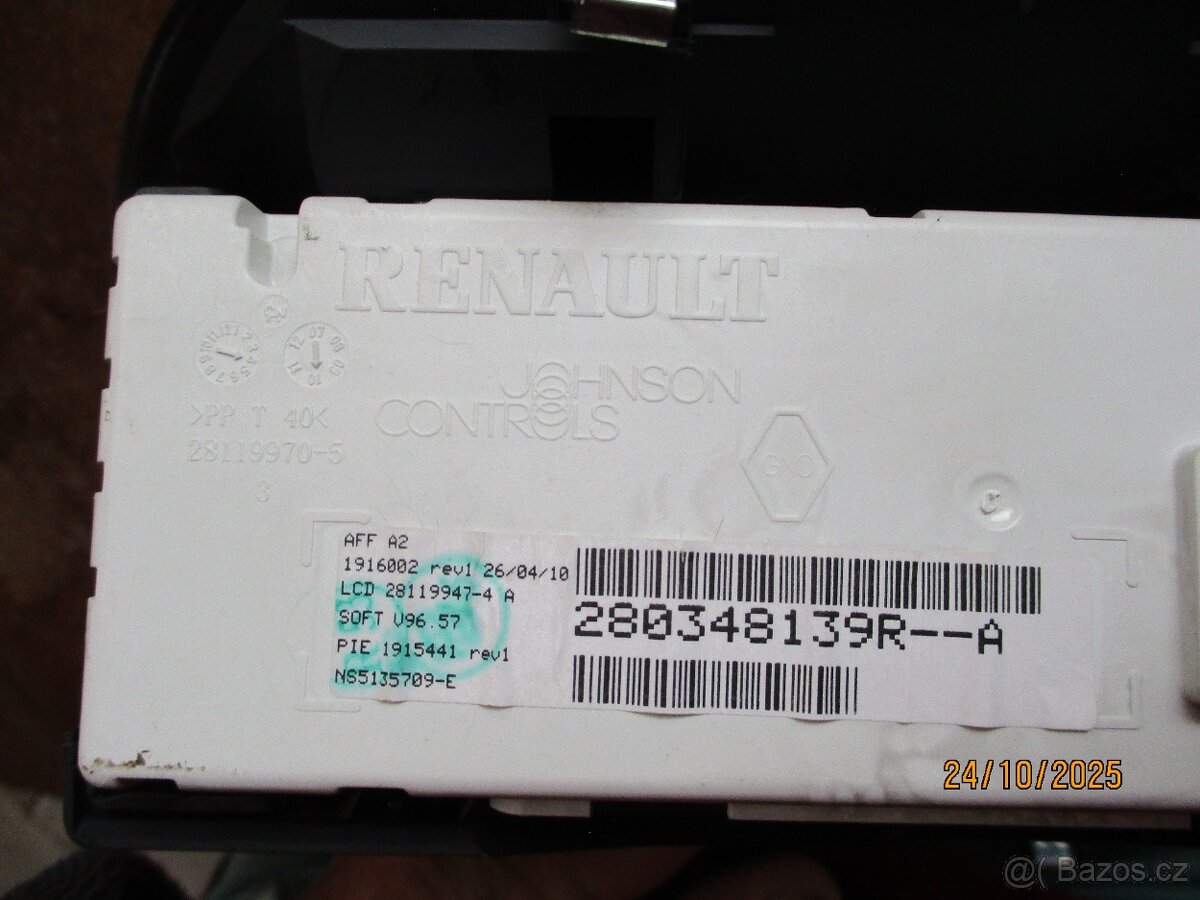 RENAULT
JOHNSON
CONTROLS
>PP T 40<
28119970-5
3
GNO
AFF A2
1916002 rev1 26/04/10
LCD 28119947-4 A
SOFT V96.57
PIE 1915441 rev1
NS5135709-E
280348139R--A
24/10/2025
@( Bazos.cz